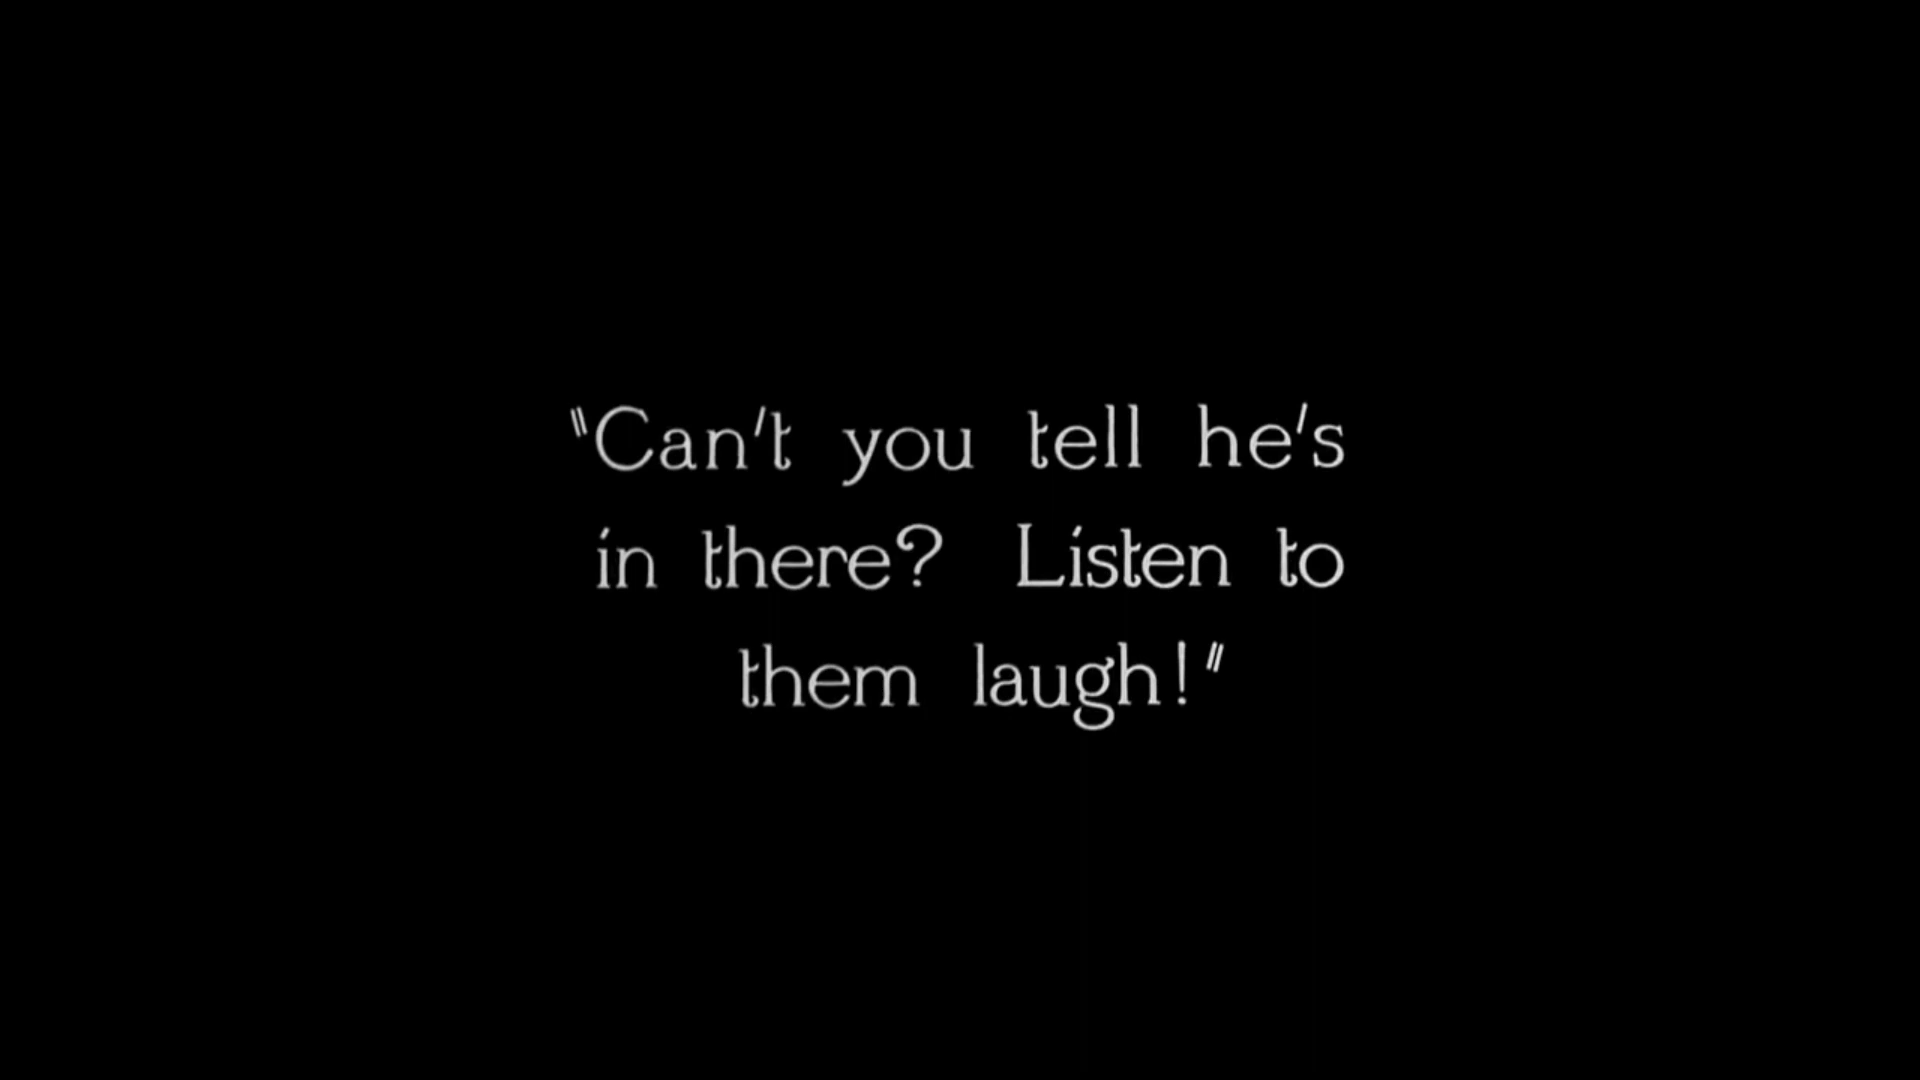 "Can't you tell he's
in there? Listen to
them laugh!"